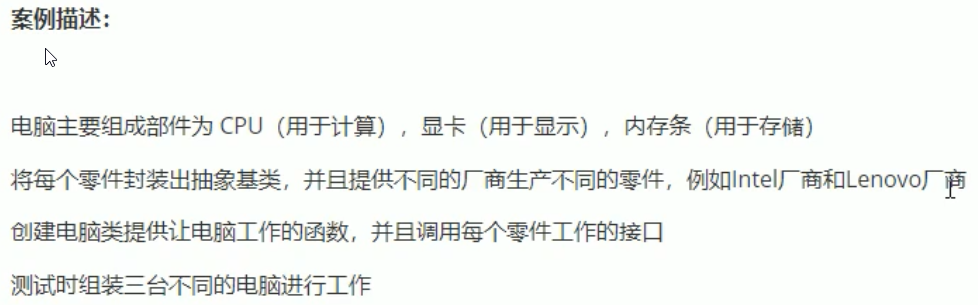 案例描述：
电脑主要组成部件为 CPU（用于计算），显卡（用于显示），内存条（用于存储）
将每个零件封装出抽象基类，并且提供不同的厂商生产不同的零件，例如Intel厂商和Lenovo厂商
创建电脑类提供让电脑工作的函数，并且调用每个零件工作的接口
测试时组装三台不同的电脑进行工作